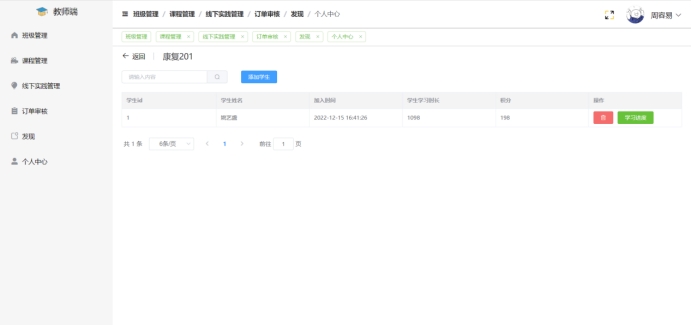 教师端
班级管理 / 课程管理 / 线下实践管理 / 订单审核 / 发现 / 个人中心
周霖易
班级管理
课程管理 ×
线下实践管理 ×
订单审核 ×
发现 ×
个人中心 ×
班级管理
课程管理
线下实践管理
订单审核
发现
个人中心
返回 康复201
请输入内容
添加学生
学生id 学生姓名 加入时间 学生学习时长 积分 操作
1 2022-12-15 16:41:26 1098 198 学习进度
共 1 条 6条/页 1 前往 1 页